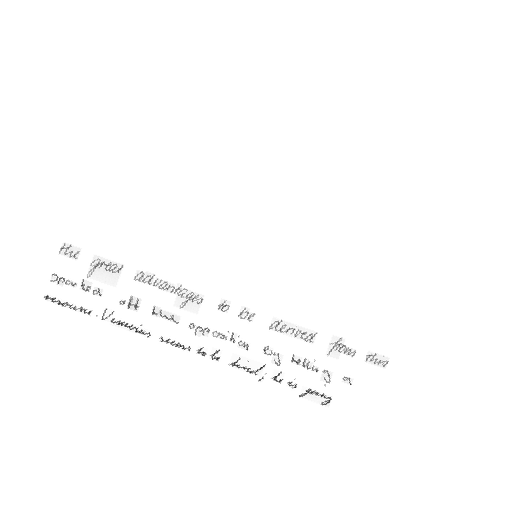 the great advantages to be derived from this
sparked off the opposition by telling a
resource. Vesuvius seems to be tired; he is going